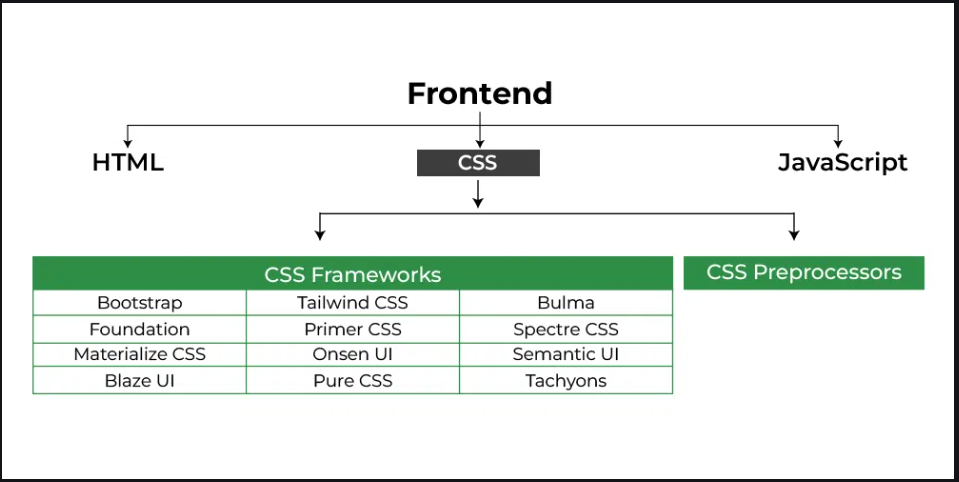 Frontend
HTML
CSS
JavaScript
CSS Frameworks
CSS Preprocessors
Bootstrap
Tailwind CSS
Bulma
Foundation
Primer CSS
Spectre CSS
Materialize CSS
Onsen UI
Semantic UI
Blaze UI
Pure CSS
Tachyons